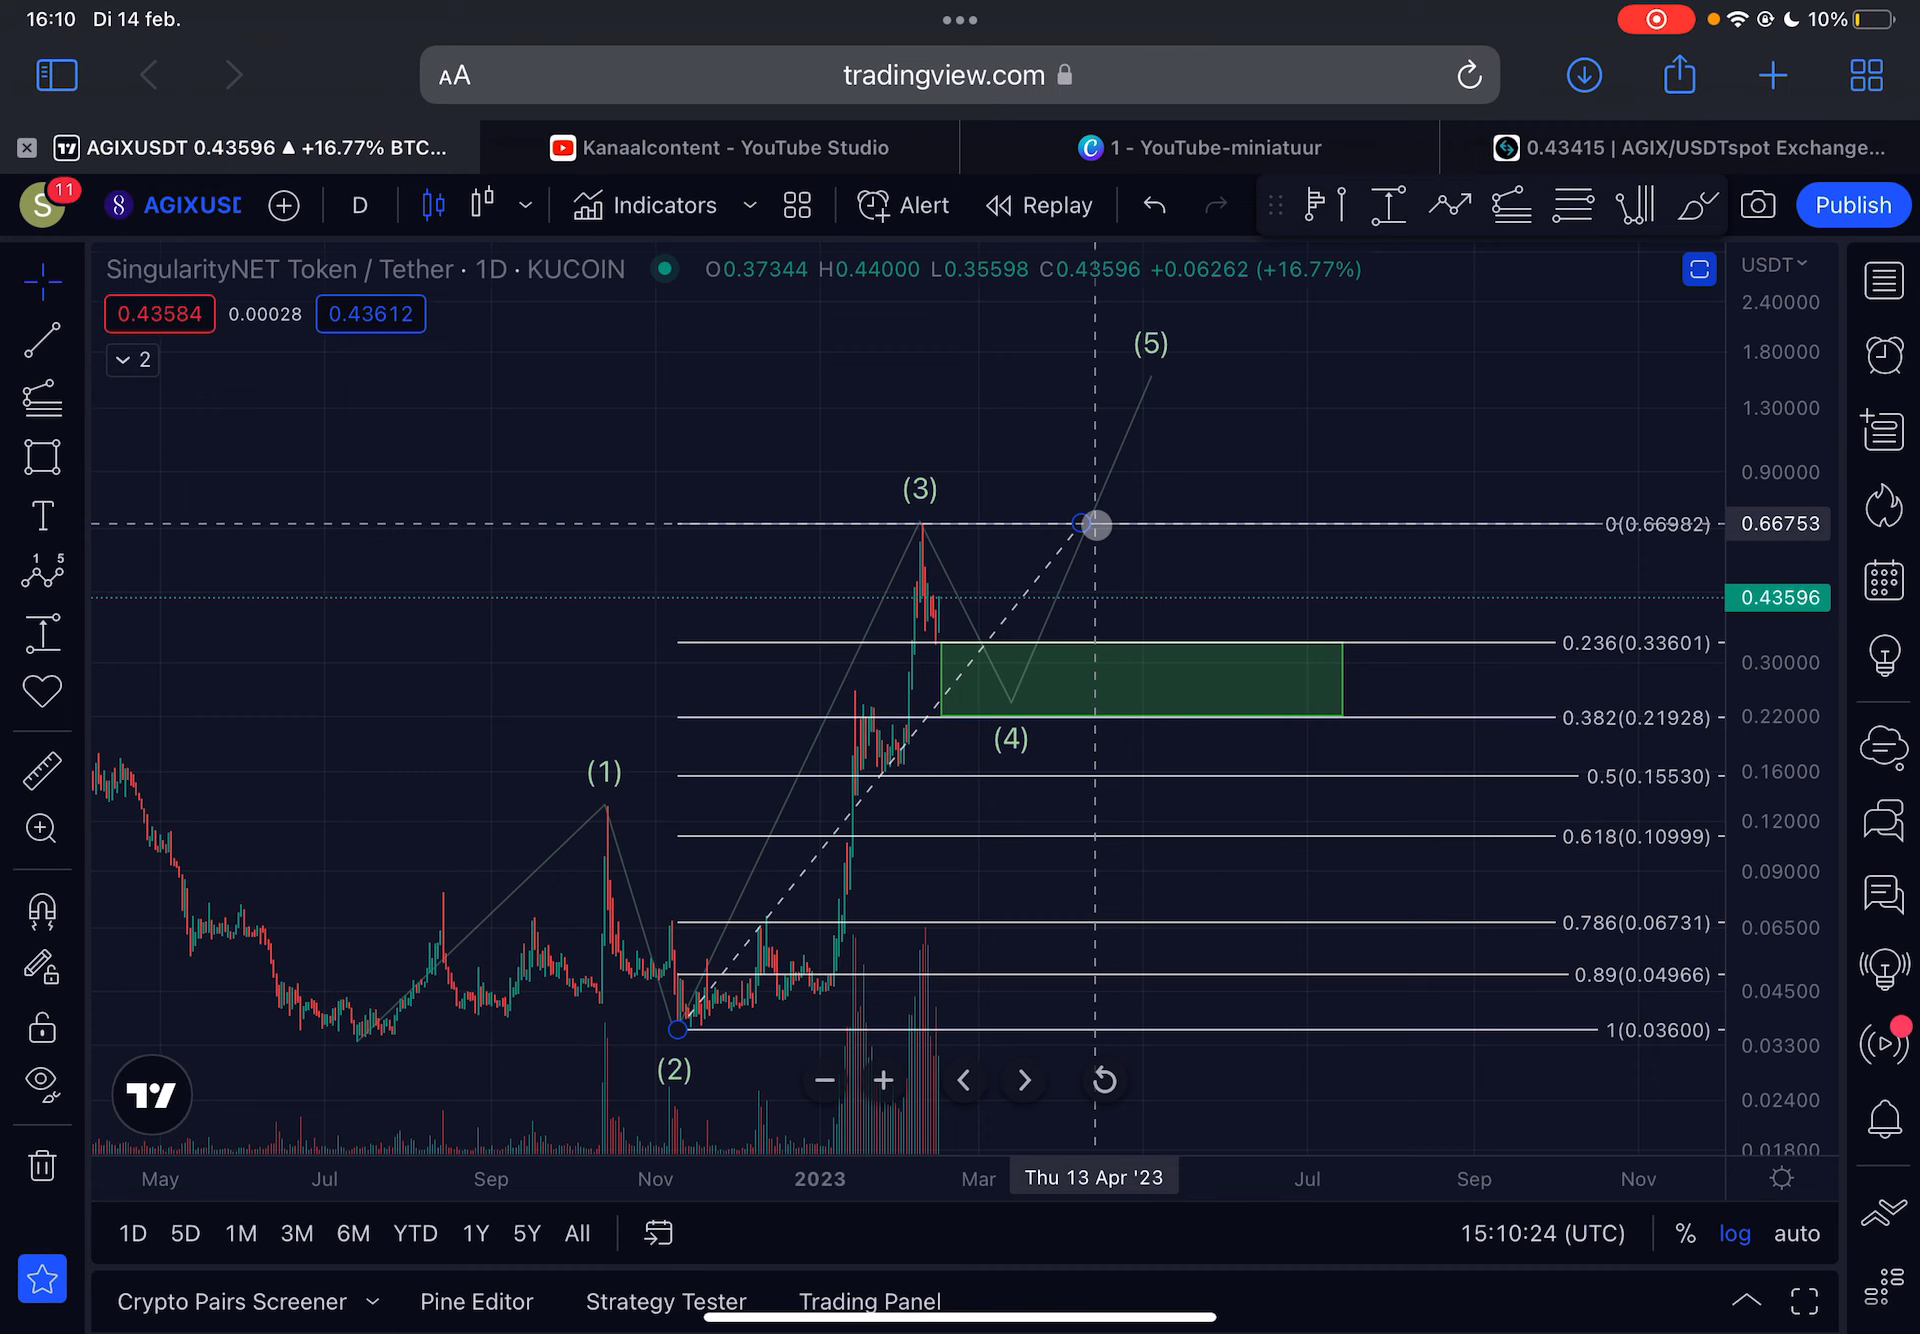 16:10 Di 14 feb.
10%
AA
tradingview.com
AGIXUSDT 0.43596 ▲ +16.77% BTC...
Kanaalcontent - YouTube Studio
1 - YouTube-miniatuur
0.43415 | AGIX/USDTspot Exchange...
S 11
AGIXUSD
D
Indicators
Alert
Replay
Publish
SingularityNET Token / Tether · 1D · KUCOIN
O0.37344 H0.44000 L0.35598 C0.43596 +0.06262 (+16.77%)
USDT
0.43584 0.00028 0.43612
2
2.40000
1.80000
1.30000
0.90000
0.66753
0.43596
0.30000
0.22000
0.16000
0.12000
0.09000
0.06500
0.04500
0.03300
0.02400
0.01800
(5)
(3)
(4)
(1)
(2)
0(0.66982)
0.236(0.33601)
0.382(0.21928)
0.5(0.15530)
0.618(0.10999)
0.786(0.06731)
0.89(0.04966)
1(0.03600)
May Jul Sep Nov 2023 Mar Thu 13 Apr '23 Jul Sep Nov
1D 5D 1M 3M 6M YTD 1Y 5Y All
15:10:24 (UTC) % log auto
Crypto Pairs Screener Pine Editor Strategy Tester Trading Panel